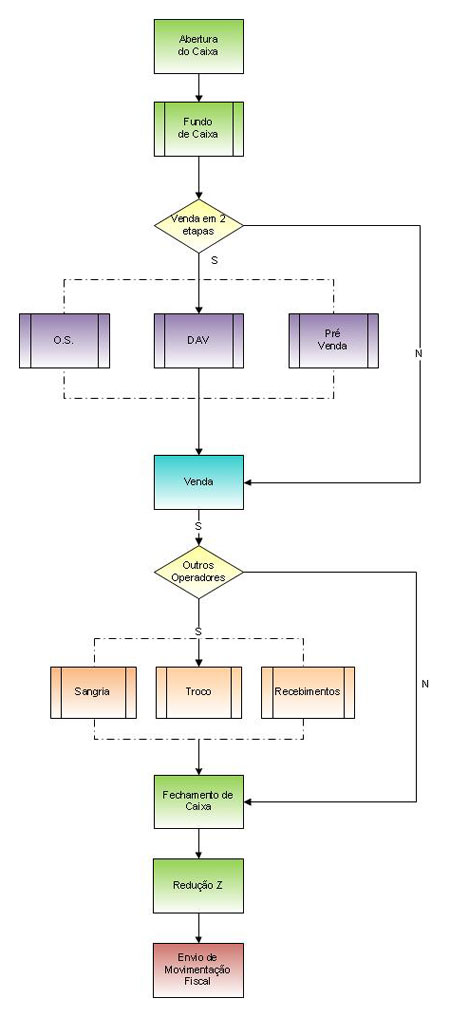 Abertura
do Caixa
Fundo
de Caixa
Venda em 2
etapas
S
O.S.
DAV
Pré
Venda
N
Venda
S
Outros
Operadores
S
Sangria
Troco
Recebimentos
N
Fechamento de
Caixa
Redução Z
Envio de
Movimentação
Fiscal